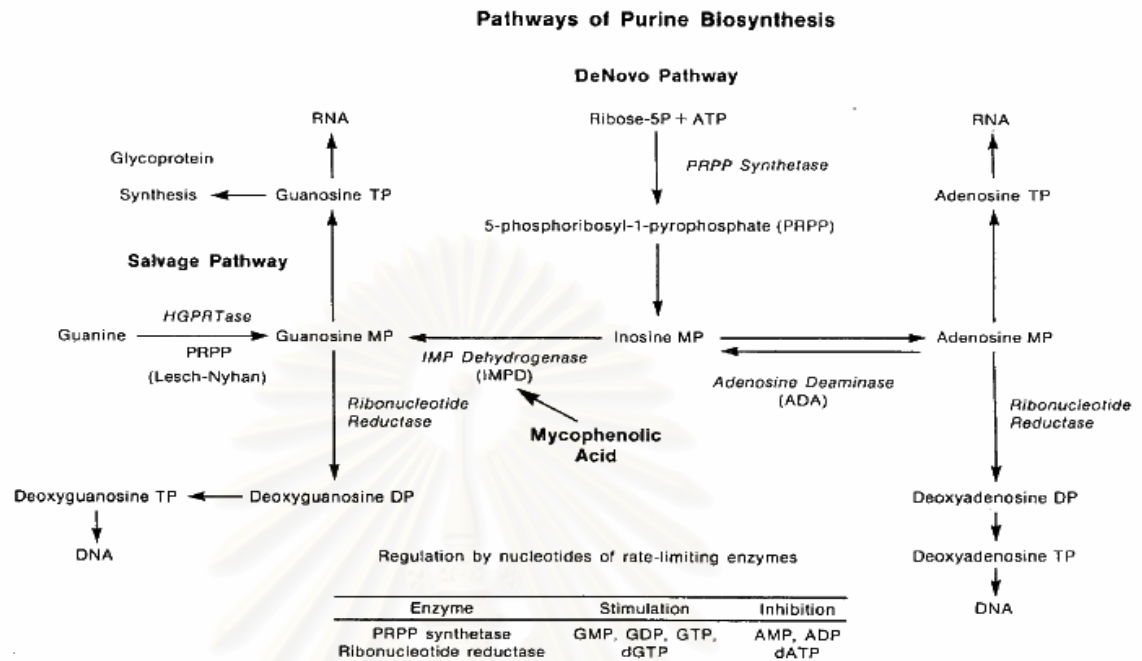 Pathways of Purine Biosynthesis
DeNovo Pathway
RNA
Ribose-5P + ATP
RNA
Glycoprotein
PRPP Synthetase
Synthesis
Guanosine TP
Adenosine TP
5-phosphoribosyl-1-pyrophosphate (PRPP)
Salvage Pathway
HGPRTase
Guanine
Guanosine MP
Inosine MP
Adenosine MP
PRPP
IMP Dehydrogenase
(Lesch-Nyhan)
(IMPD)
Adenosine Deaminase
(ADA)
Ribonucleotide
Reductase
Ribonucleotide
Reductase
Mycophenolic
Acid
Deoxyguanosine TP
Deoxyguanosine DP
Deoxyadenosine DP
DNA
Regulation by nucleotides of rate-limiting enzymes
Deoxyadenosine TP
Enzyme Stimulation Inhibition
DNA
PRPP synthetase GMP, GDP, GTP, AMP, ADP
Ribonucleotide reductase dGTP dATP